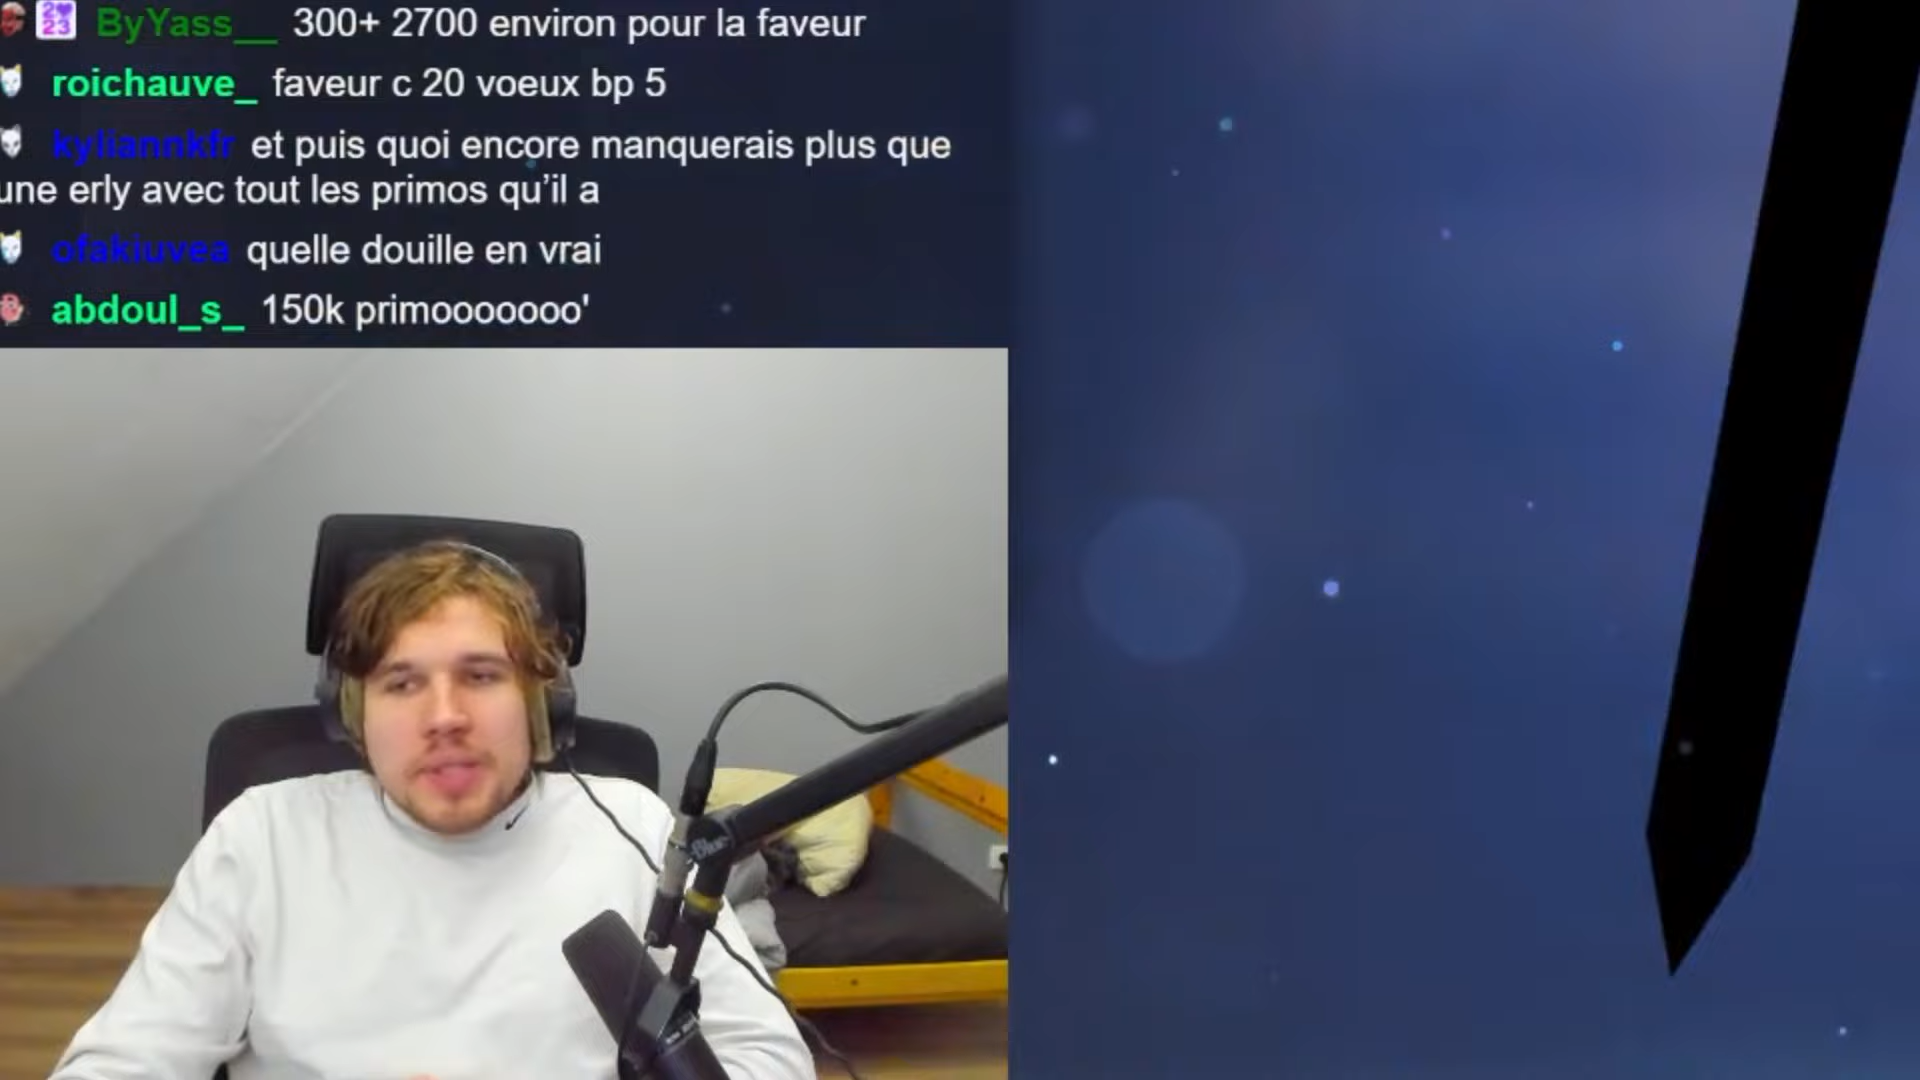 ByYass__ 300+ 2700 environ pour la faveur
roichauve_ faveur c 20 voeux bp 5
kyliannkfr et puis quoi encore manquerais plus que
une erly avec tout les primos qu’il a
ofakiuvea quelle douille en vrai
abdoul_s_ 150k primooooooo'